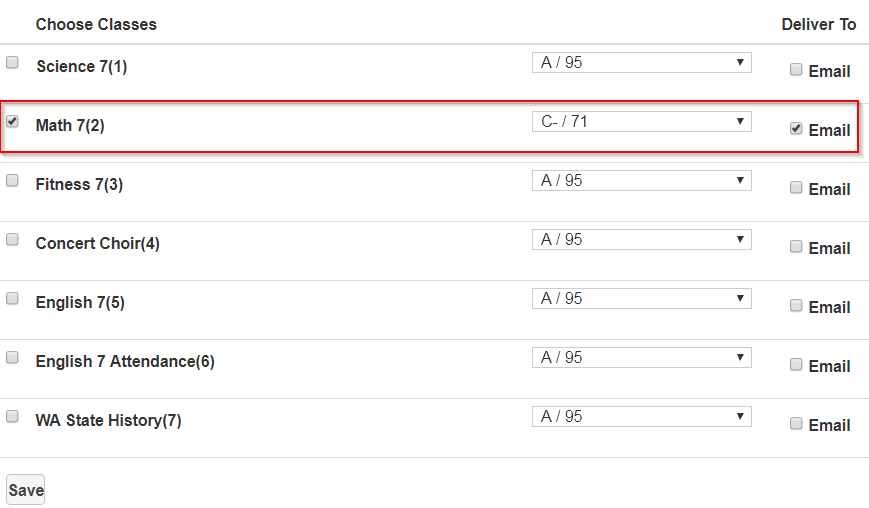 Choose Classes Deliver To
Science 7(1) A / 95 Email
Math 7(2) C- / 71 Email
Fitness 7(3) A / 95 Email
Concert Choir(4) A / 95 Email
English 7(5) A / 95 Email
English 7 Attendance(6) A / 95 Email
WA State History(7) A / 95 Email
Save